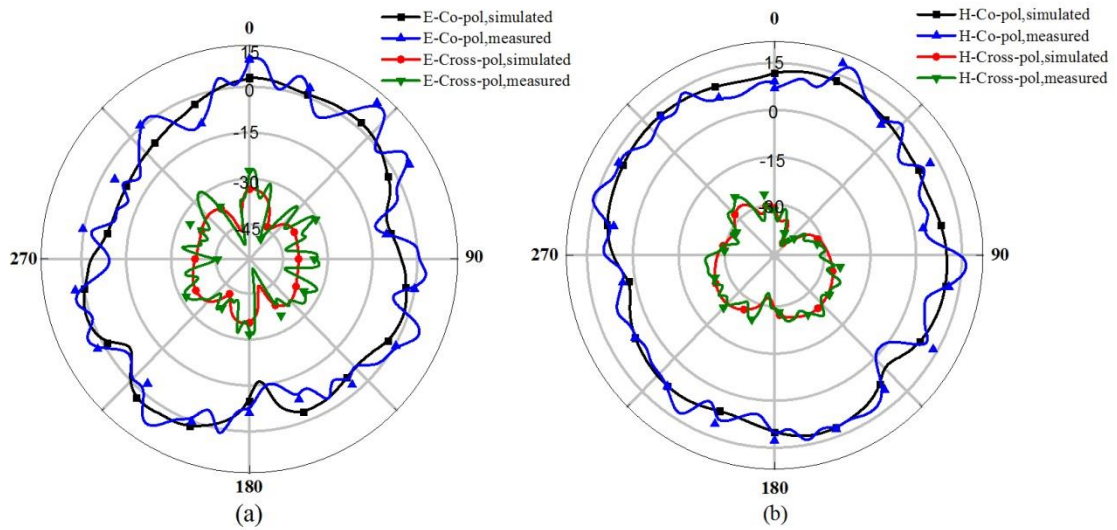 0
E-Co-pol,simulated
E-Co-pol,measured
E-Cross-pol,simulated
E-Cross-pol,measured
15
0
-15
-30
45
270
90
180
(a)
0
H-Co-pol,simulated
H-Co-pol,measured
H-Cross-pol,simulated
H-Cross-pol,measured
15
0
-15
-30
270
90
180
(b)